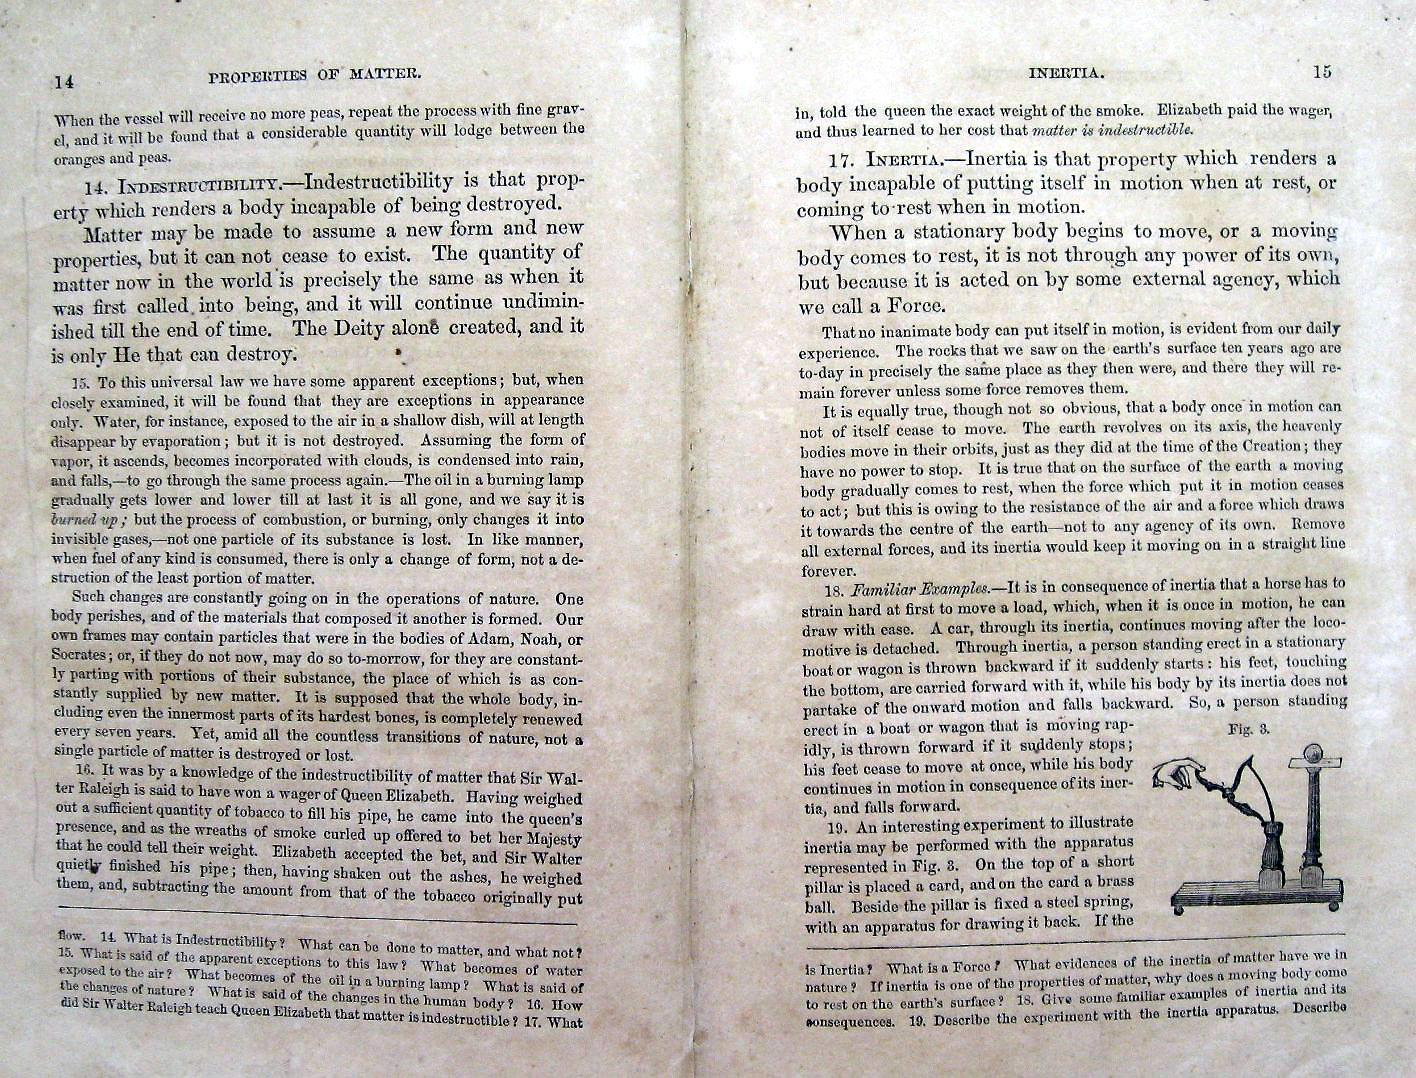 14
PROPERTIES OF MATTER.
When the vessel will receive no more peas, repeat the process with fine grav-
el, and it will be found that a considerable quantity will lodge between the
oranges and peas.
14. INDESTRUCTIBILITY.—Indestructibility is that prop-
erty which renders a body incapable of being destroyed.
Matter may be made to assume a new form and new
properties, but it can not cease to exist. The quantity of
matter now in the world is precisely the same as when it
was first called into being, and it will continue undimin-
ished till the end of time. The Deity alone created, and it
is only He that can destroy.
15. To this universal law we have some apparent exceptions; but, when
closely examined, it will be found that they are exceptions in appearance
only. Water, for instance, exposed to the air in a shallow dish, will at length
disappear by evaporation; but it is not destroyed. Assuming the form of
vapor, it ascends, becomes incorporated with clouds, is condensed into rain,
and falls,—to go through the same process again.—The oil in a burning lamp
gradually gets lower and lower till at last it is all gone, and we say it is
burned up; but the process of combustion, or burning, only changes it into
invisible gases,—not one particle of its substance is lost. In like manner,
when fuel of any kind is consumed, there is only a change of form, not a de-
struction of the least portion of matter.
Such changes are constantly going on in the operations of nature. One
body perishes, and of the materials that composed it another is formed. Our
own frames may contain particles that were in the bodies of Adam, Noah, or
Socrates; or, if they do not now, may do so to-morrow, for they are constant-
ly parting with portions of their substance, the place of which is as con-
stantly supplied by new matter. It is supposed that the whole body, in-
cluding even the innermost parts of its hardest bones, is completely renewed
every seven years. Yet, amid all the countless transitions of nature, not a
single particle of matter is destroyed or lost.
16. It was by a knowledge of the indestructibility of matter that Sir Wal-
ter Raleigh is said to have won a wager of Queen Elizabeth. Having weighed
out a sufficient quantity of tobacco to fill his pipe, he came into the queen's
presence, and as the wreaths of smoke curled up offered to bet her Majesty
that he could tell their weight. Elizabeth accepted the bet, and Sir Walter
quietly finished his pipe; then, having shaken out the ashes, he weighed
them, and, subtracting the amount from that of the tobacco originally put
flow. 14. What is Indestructibility? What can be done to matter, and what not?
15. What is said of the apparent exceptions to this law? What becomes of water
exposed to the air? What becomes of the oil in a burning lamp? What is said of
the changes of nature? What is said of the changes in the human body? 16. How
did Sir Walter Raleigh teach Queen Elizabeth that matter is indestructible? 17. What
INERTIA.
15
in, told the queen the exact weight of the smoke. Elizabeth paid the wager,
and thus learned to her cost that matter is indestructible.
17. INERTIA.—Inertia is that property which renders a
body incapable of putting itself in motion when at rest, or
coming to rest when in motion.
When a stationary body begins to move, or a moving
body comes to rest, it is not through any power of its own,
but because it is acted on by some external agency, which
we call a Force.
That no inanimate body can put itself in motion, is evident from our daily
experience. The rocks that we saw on the earth's surface ten years ago are
to-day in precisely the same place as they then were, and there they will re-
main forever unless some force removes them.
It is equally true, though not so obvious, that a body once in motion can
not of itself cease to move. The earth revolves on its axis, the heavenly
bodies move in their orbits, just as they did at the time of the Creation; they
have no power to stop. It is true that on the surface of the earth a moving
body gradually comes to rest, when the force which put it in motion ceases
to act; but this is owing to the resistance of the air and a force which draws
it towards the centre of the earth—not to any agency of its own. Remove
all external forces, and its inertia would keep it moving on in a straight line
forever.
18. Familiar Examples.—It is in consequence of inertia that a horse has to
strain hard at first to move a load, which, when it is once in motion, he can
draw with ease. A car, through its inertia, continues moving after the loco-
motive is detached. Through inertia, a person standing erect in a stationary
boat or wagon is thrown backward if it suddenly starts: his feet, touching
the bottom, are carried forward with it, while his body by its inertia does not
partake of the onward motion and falls backward. So, a person standing
erect in a boat or wagon that is moving rap-
idly, is thrown forward if it suddenly stops;
his feet cease to move at once, while his body
continues in motion in consequence of its iner-
tia, and falls forward.
19. An interesting experiment to illustrate
inertia may be performed with the apparatus
represented in Fig. 3. On the top of a short
pillar is placed a card, and on the card a brass
ball. Beside the pillar is fixed a steel spring,
with an apparatus for drawing it back. If the
Fig. 3.
is Inertia? What is a Force? What evidences of the inertia of matter have we in
nature? If inertia is one of the properties of matter, why does a moving body come
to rest on the earth's surface? 18. Give some familiar examples of inertia and its
consequences. 19. Describe the experiment with the inertia apparatus. Describe